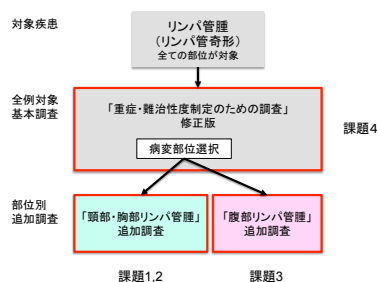 対象疾患
リンパ管腫
(リンパ管奇形)
全ての部位が対象
全例対象
基本調査
「重症・難治性度制定のための調査」
修正版
病変部位選択
課題4
部位別
追加調査
「頸部・胸部リンパ管腫」
追加調査
「腹部リンパ管腫」
追加調査
課題1,2
課題3